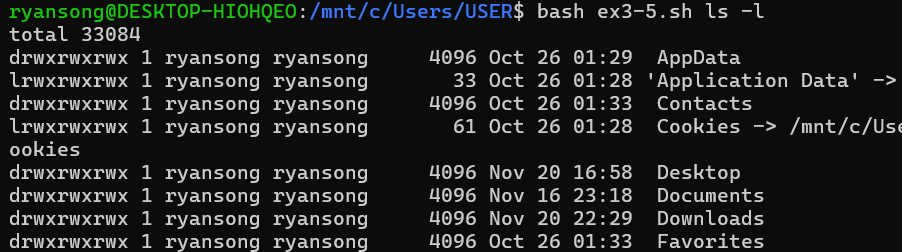 ryansong@DESKTOP-HIOHQEO:/mnt/c/Users/USER$ bash ex3-5.sh ls -l
total 33084
drwxrwxrwx 1 ryansong ryansong     4096 Oct 26 01:29  AppData
lrwxrwxrwx 1 ryansong ryansong       33 Oct 26 01:28 'Application Data' ->
drwxrwxrwx 1 ryansong ryansong     4096 Oct 26 01:33  Contacts
lrwxrwxrwx 1 ryansong ryansong       61 Oct 26 01:28  Cookies -> /mnt/c/Use
ookies
drwxrwxrwx 1 ryansong ryansong     4096 Nov 20 16:58  Desktop
drwxrwxrwx 1 ryansong ryansong     4096 Nov 16 23:18  Documents
drwxrwxrwx 1 ryansong ryansong     4096 Nov 20 22:29  Downloads
drwxrwxrwx 1 ryansong ryansong     4096 Oct 26 01:33  Favorites